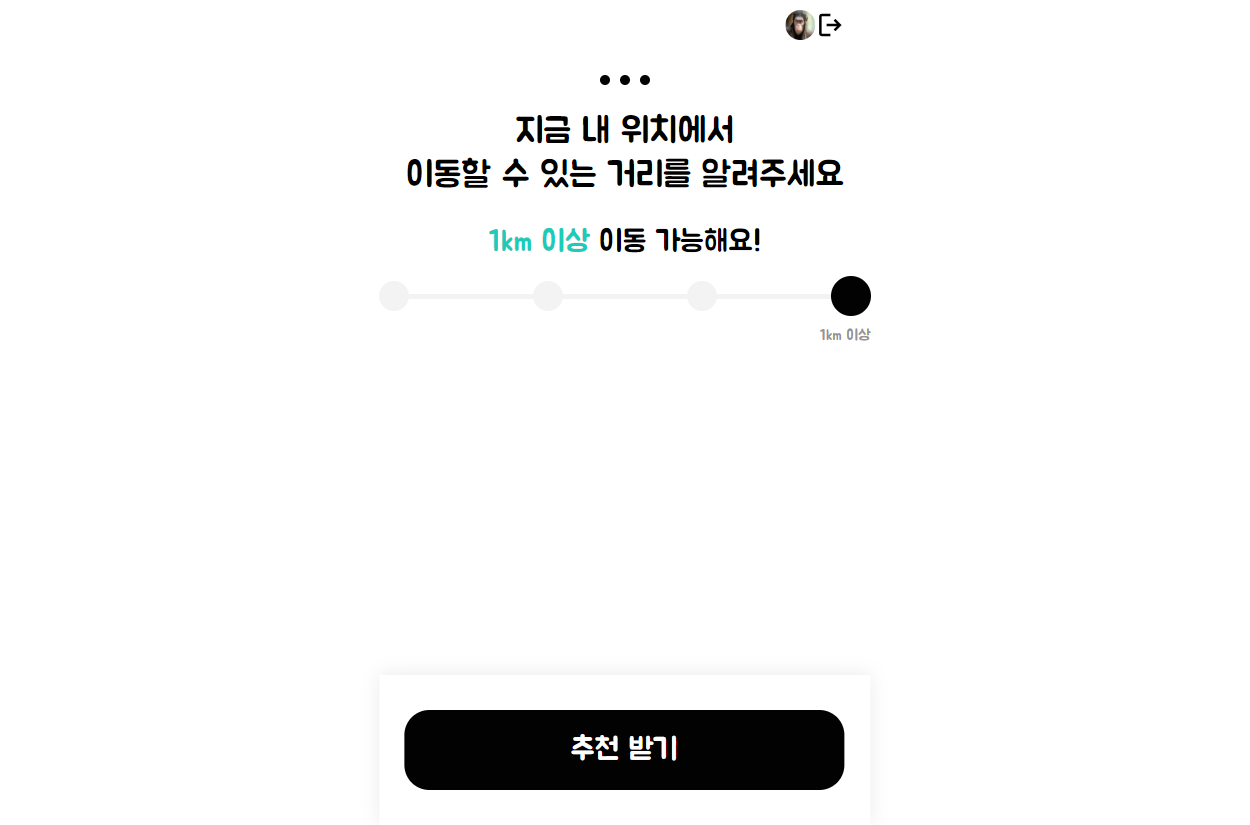 지금 내 위치에서
이동할 수 있는 거리를 알려주세요
1km 이상 이동 가능해요!
1km 이상
추천 받기